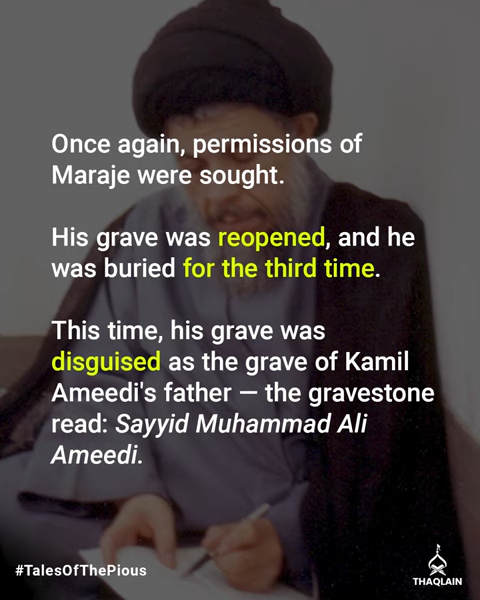 Once again, permissions of
Maraje were sought.
His grave was reopened, and he
was buried for the third time.
This time, his grave was
disguised as the grave of Kamil
Ameedi's father — the gravestone
read: Sayyid Muhammad Ali
Ameedi.
#TalesOfThePious
THAQLAIN